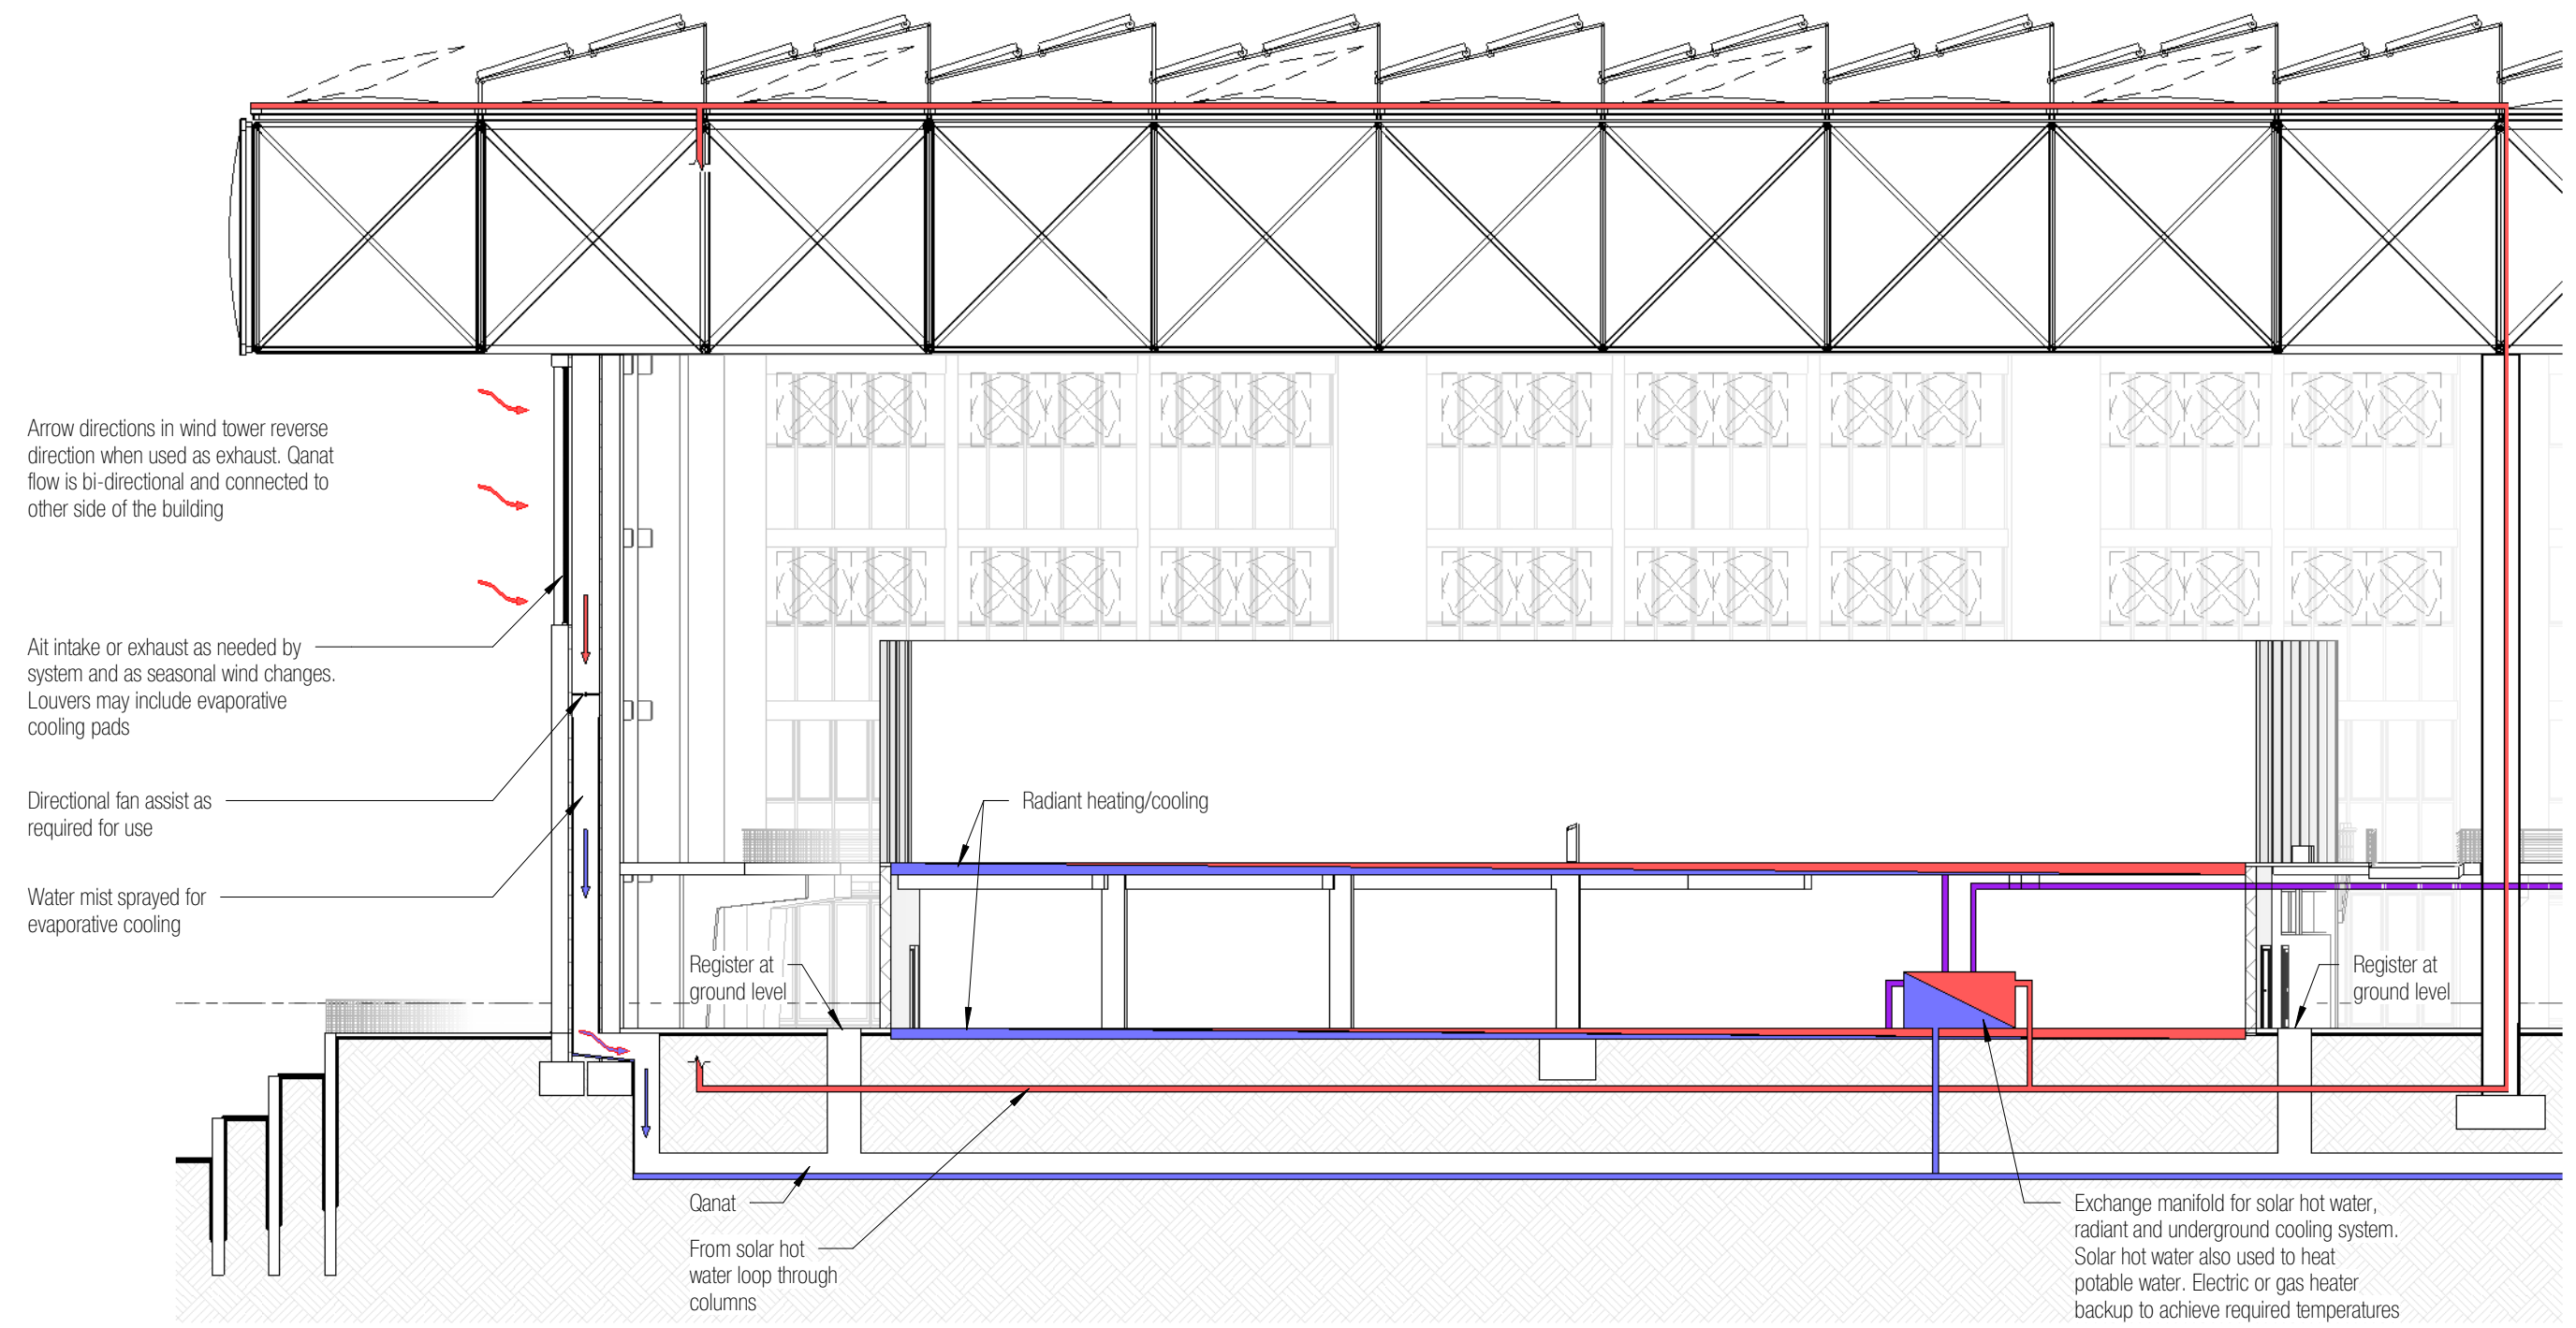 Arrow directions in wind tower reverse
direction when used as exhaust. Qanat
flow is bi-directional and connected to
other side of the building
Ait intake or exhaust as needed by
system and as seasonal wind changes.
Louvers may include evaporative
cooling pads
Directional fan assist as
required for use
Water mist sprayed for
evaporative cooling
Radiant heating/cooling
Register at
ground level
Register at
ground level
Qanat
From solar hot
water loop through
columns
Exchange manifold for solar hot water,
radiant and underground cooling system.
Solar hot water also used to heat
potable water. Electric or gas heater
backup to achieve required temperatures